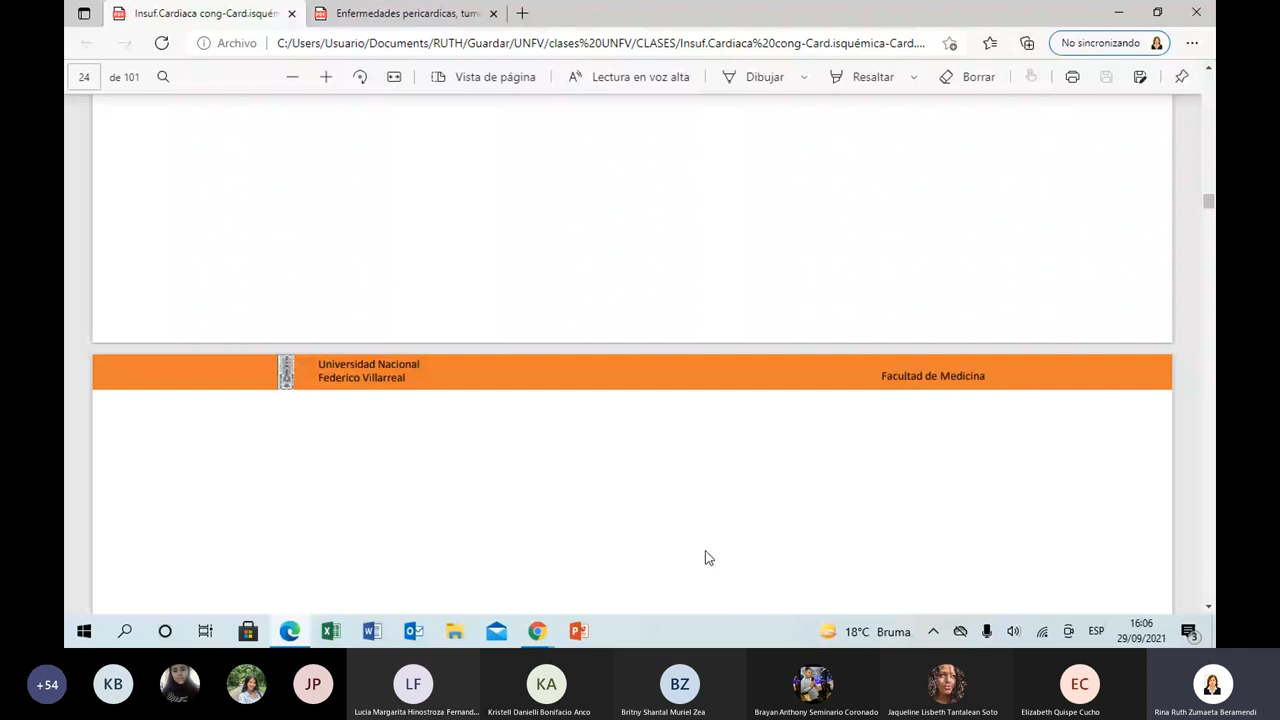 Insuf.Cardiaca cong-Card.isquém
Enfermedades pericardicas, tum
Archivo
C:/Users/Usuario/Documents/RUTH/Guardar/UNFV/clases%20UNFV/CLASES/Insuf.Cardiaca%20cong-Card.isquémica-Card....
No sincronizando
24 de 101
Vista de página
Lectura en voz alta
Dibujar
Resaltar
Borrar
Universidad Nacional
Federico Villarreal
Facultad de Medicina
18°C Bruma
ESP
16:06
29/09/2021
3
+54
KB
JP
LF
KA
BZ
EC
Lucia Margarita Hinostroza Fernand...
Kristell Danielli Bonifacio Anco
Britny Shantal Muriel Zea
Brayan Anthony Seminario Coronado
Jaqueline Lisbeth Tantalean Soto
Elizabeth Quispe Cucho
Rina Ruth Zumaeta Beramendi